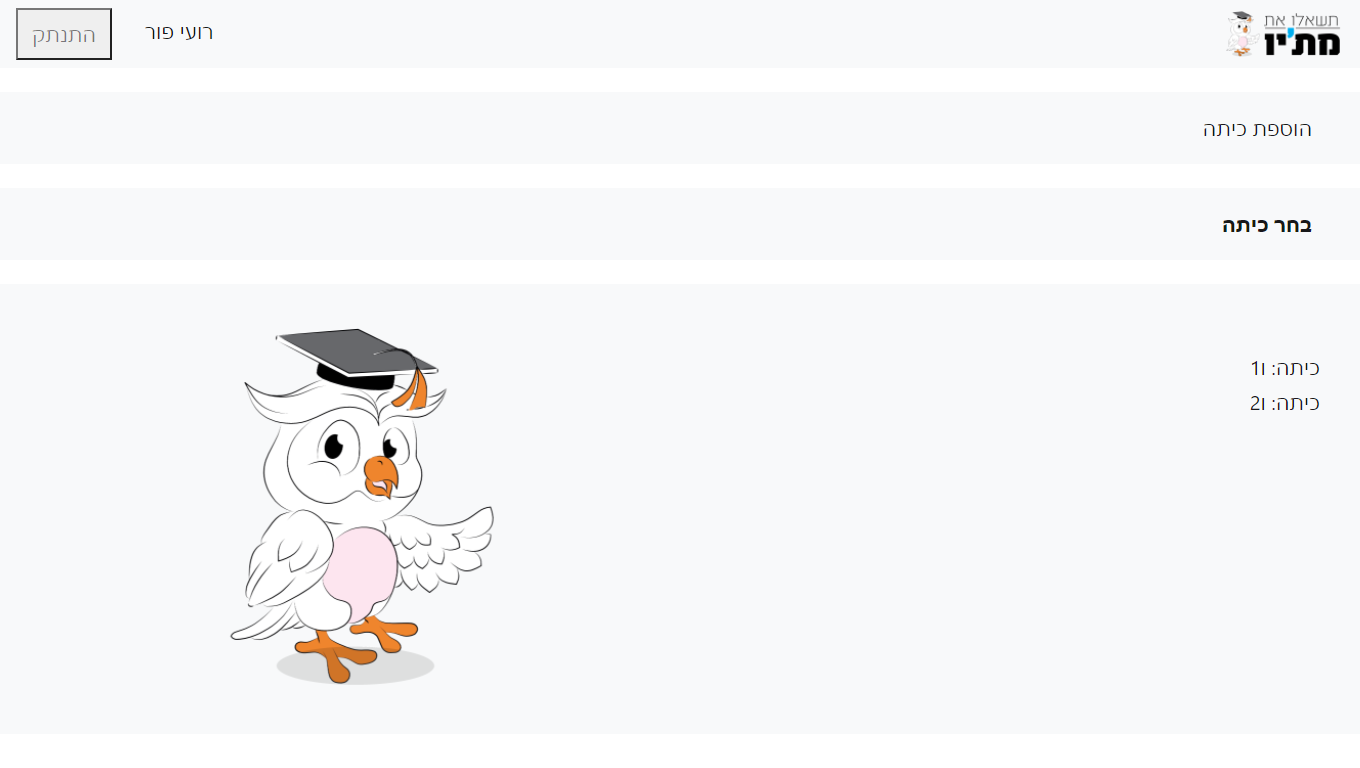 תשאלו את
מת'יו
רועי פור
התנתק
הוספת כיתה
בחר כיתה
כיתה: ו1
כיתה: ו2